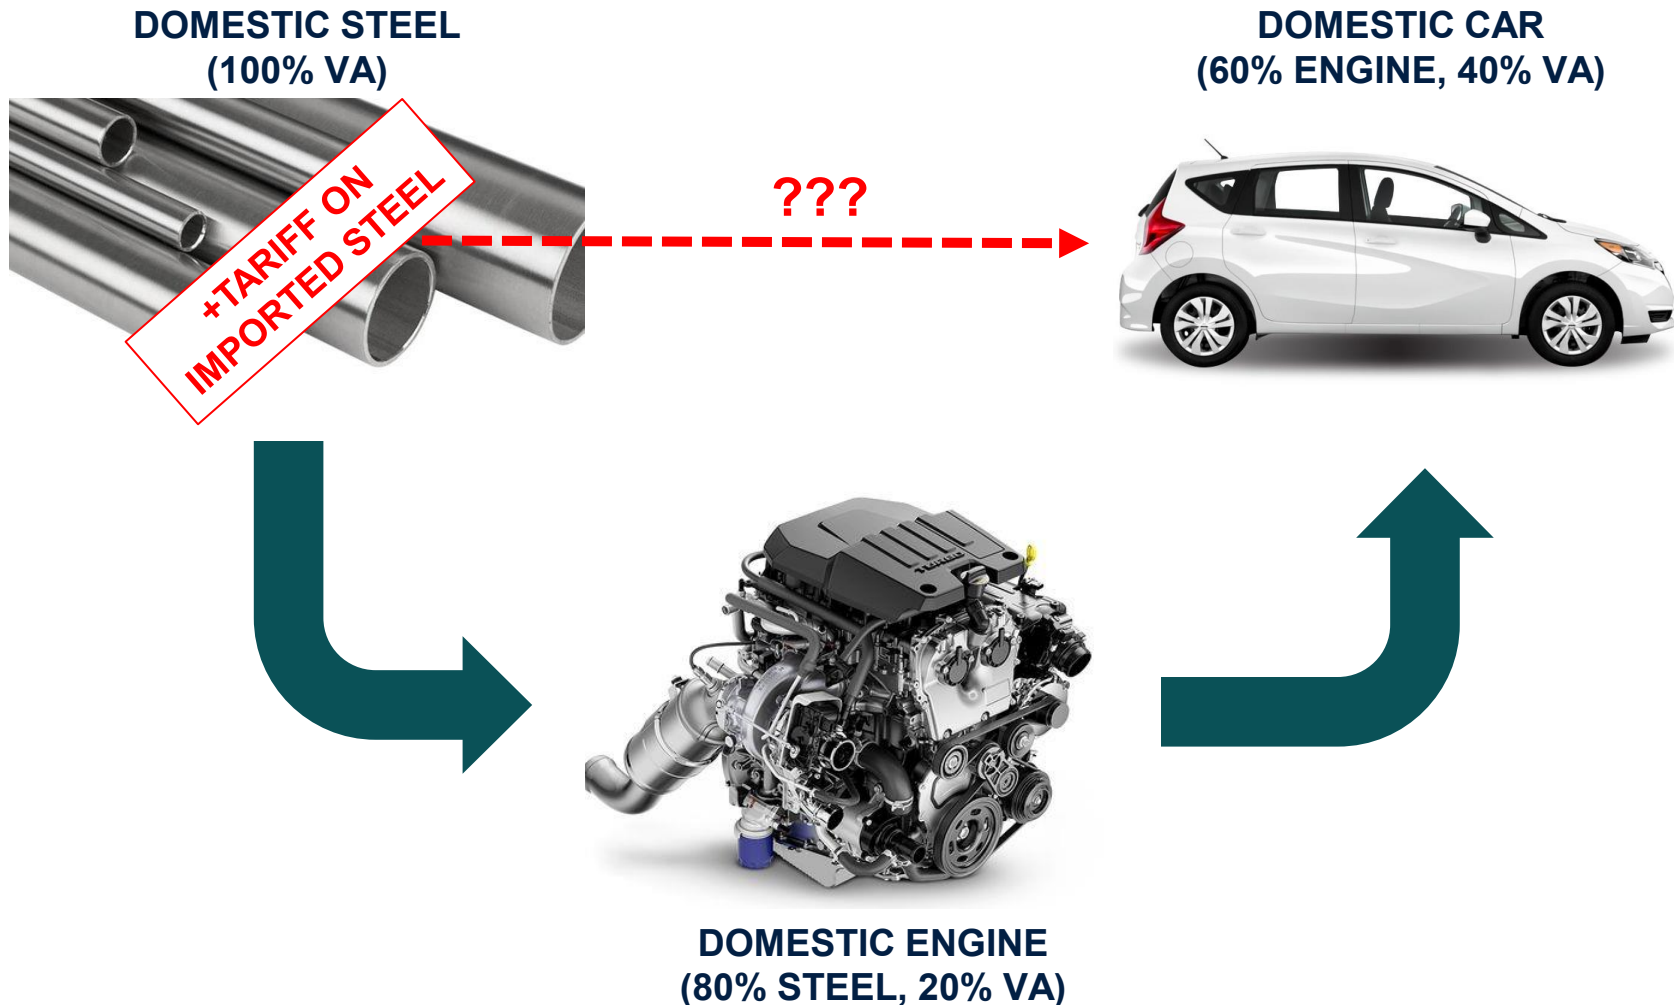 DOMESTIC STEEL
(100% VA)
DOMESTIC CAR
(60% ENGINE, 40% VA)
+TARIFF ON
IMPORTED STEEL
???
TURBO
DOMESTIC ENGINE
(80% STEEL, 20% VA)